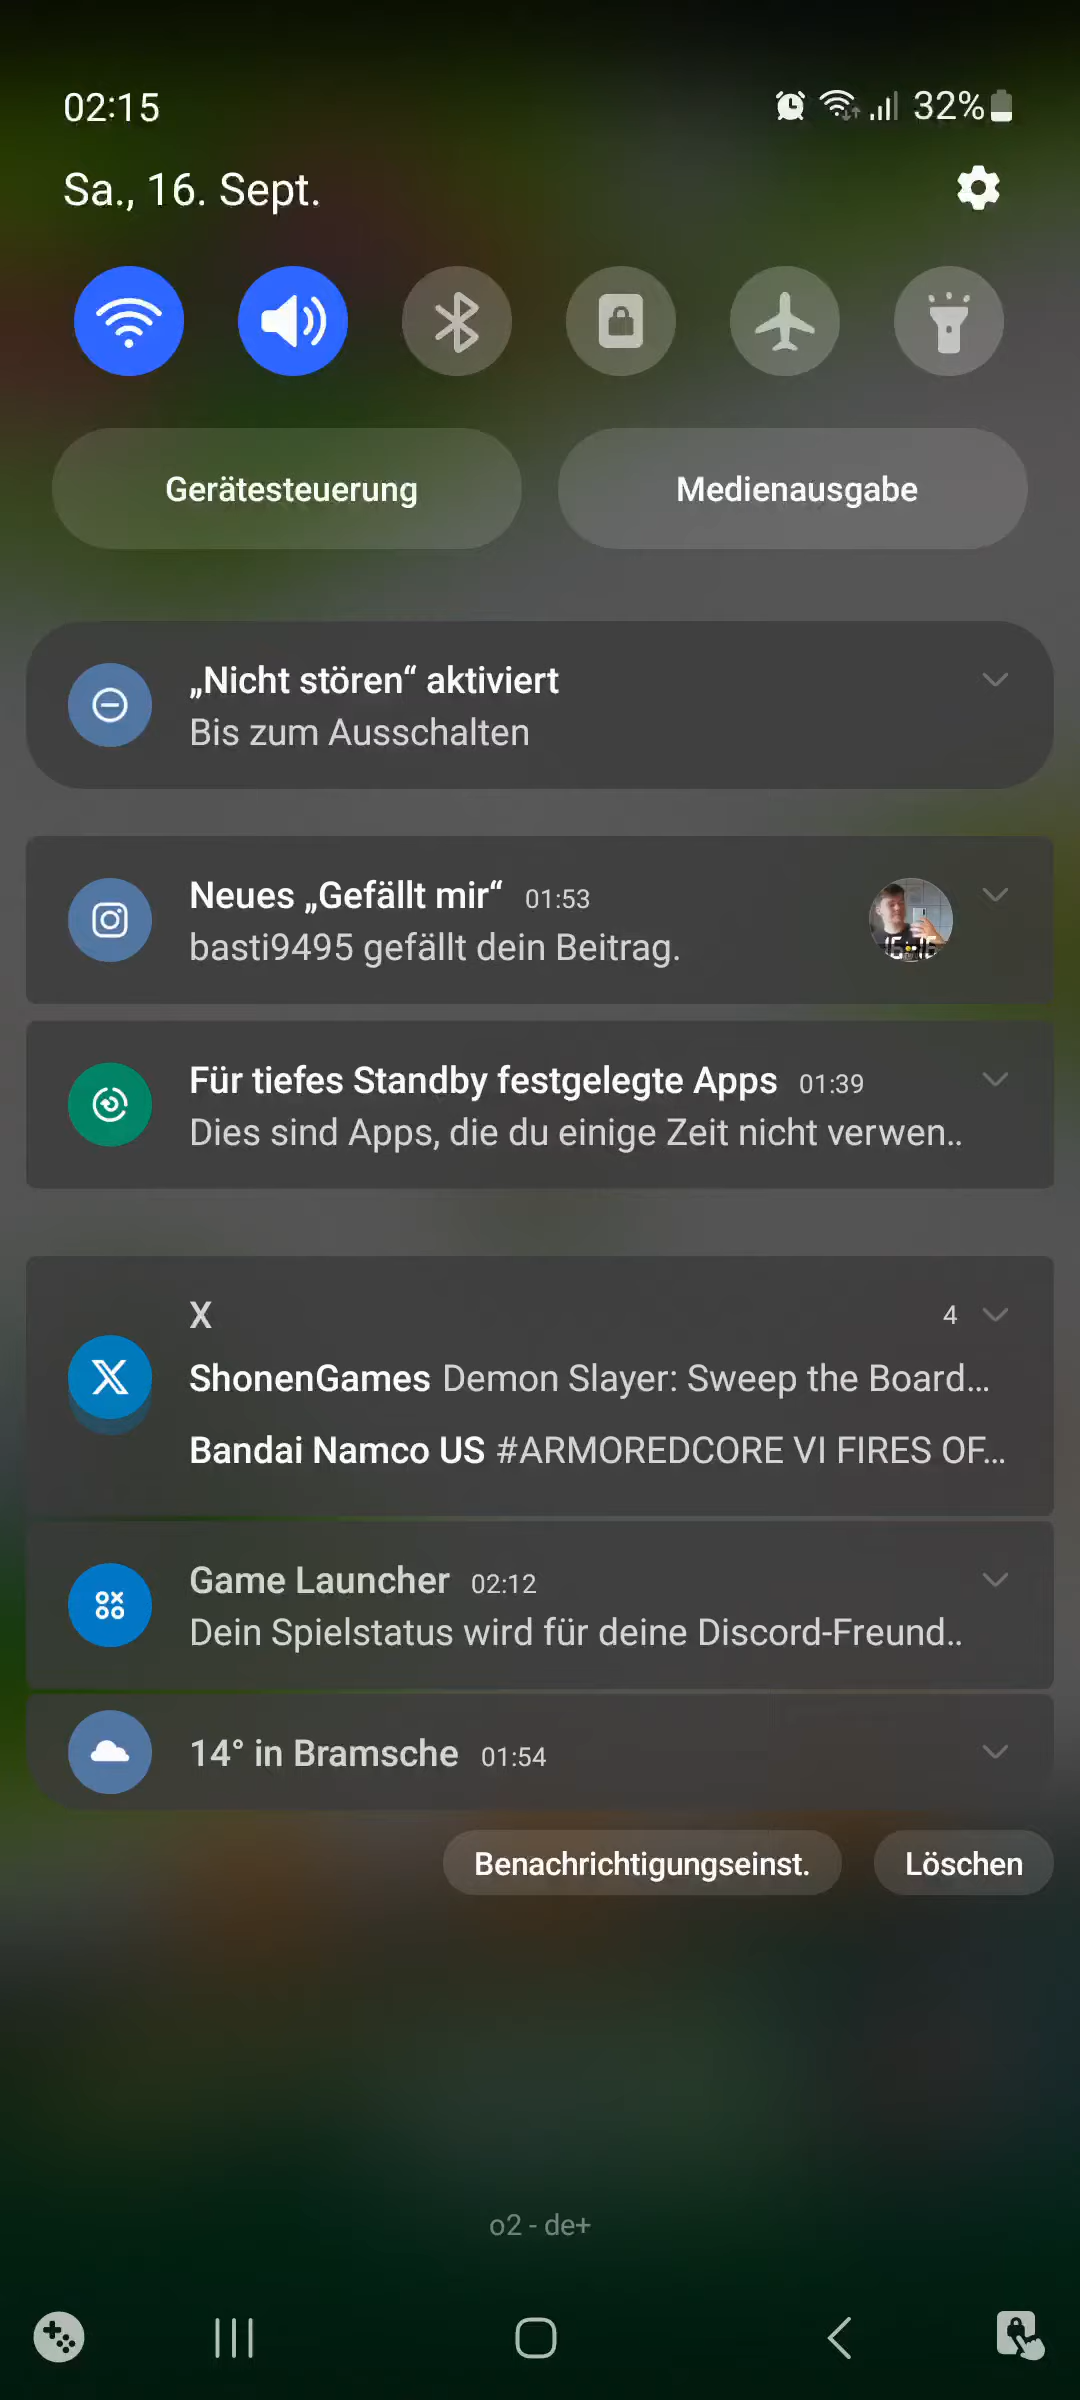 02:15
32%
Sa., 16. Sept.
Gerätesteuerung
Medienausgabe
„Nicht stören“ aktiviert
Bis zum Ausschalten
Neues „Gefällt mir“ 01:53
basti9495 gefällt dein Beitrag.
16:16
Für tiefes Standby festgelegte Apps 01:39
Dies sind Apps, die du einige Zeit nicht verwen..
X 4
ShonenGames Demon Slayer: Sweep the Board...
Bandai Namco US #ARMOREDCORE VI FIRES OF...
Game Launcher 02:12
Dein Spielstatus wird für deine Discord-Freund..
14° in Bramsche 01:54
Benachrichtigungseinst.
Löschen
o2 - de+